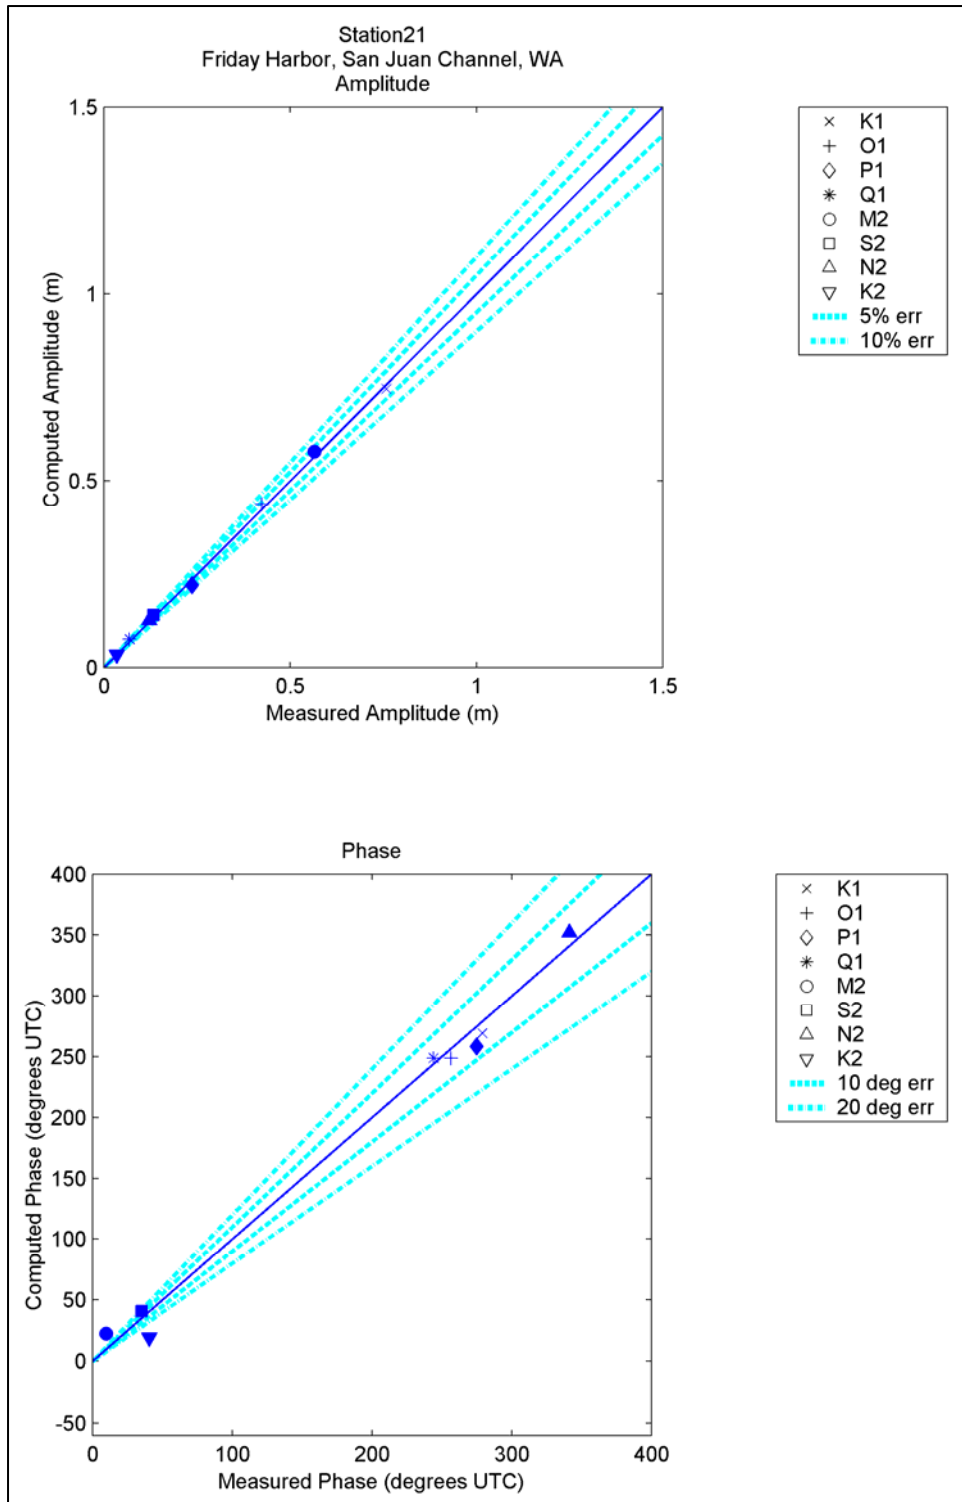 Station21
Friday Harbor, San Juan Channel, WA
Amplitude
1.5
1
0.5
0
0
0.5
1
1.5
Computed Amplitude (m)
Measured Amplitude (m)
K1
O1
P1
Q1
M2
S2
N2
K2
5% err
10% err
Phase
400
350
300
250
200
150
100
50
0
-50
0
100
200
300
400
Computed Phase (degrees UTC)
Measured Phase (degrees UTC)
K1
O1
P1
Q1
M2
S2
N2
K2
10 deg err
20 deg err